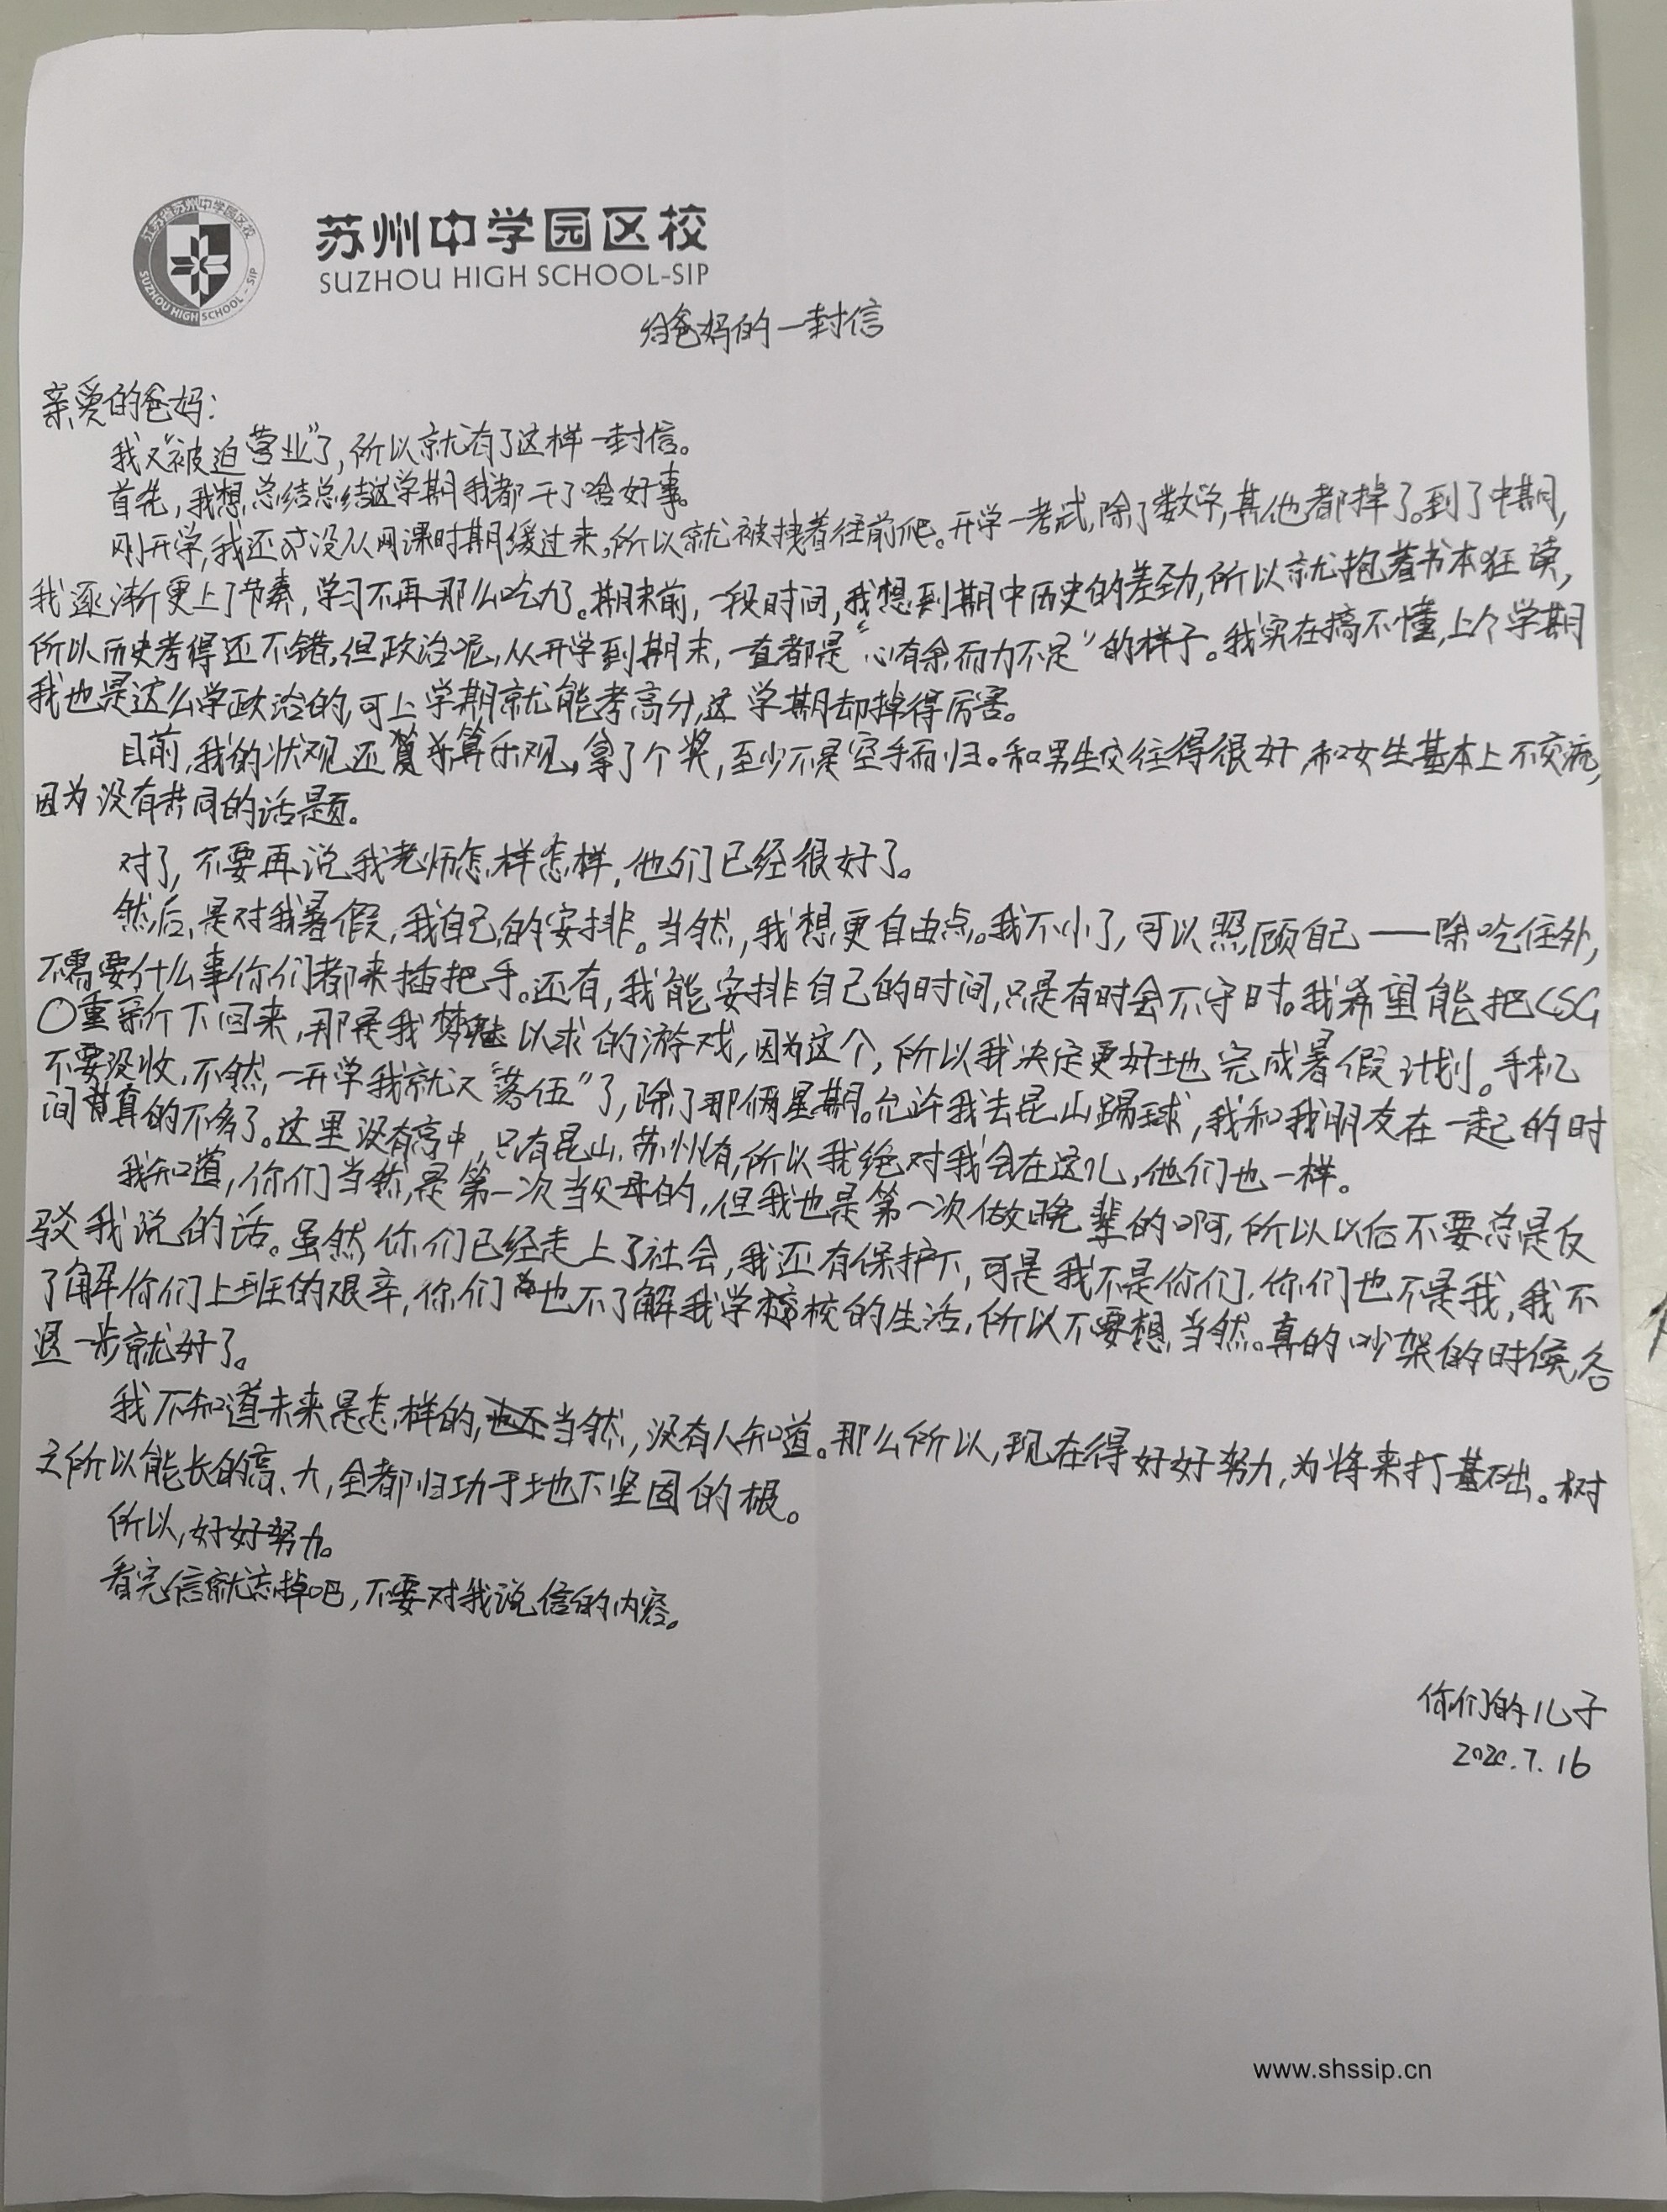 江苏省苏州中学园区校
SUZHOU HIGH SCHOOL - SIP
苏州中学园区校
SUZHOU HIGH SCHOOL-SIP
给爸妈的一封信
亲爱的爸妈：
我又“被迫营业”了，所以就有了这样一封信。
首先，我想总结总结这学期我都干了啥好事。
刚开学，我还没从网课时期缓过来，所以就被拽着往前爬。开学一考试，除了数学，其他都掉了。到了中期，
我逐渐更上了节奏，学习不再那么吃力。期末前，一段时间，我想到期中历史的差劲，所以就抱着书本狂读，
所以历史考得还不错，但政治呢，从开学到期末，一直都是“心有余而力不足”的样子。我实在搞不懂，上个学期
我也是这么学政治的，可上学期就能考高分，这学期却掉得厉害。
目前，我的状观还算乐观，拿了个奖，至少不是空手而归。和男生交往得很好，和女生基本上不交流，
因为没有共同的话题。
对了，不要再说我老师怎样怎样，他们已经很好了。
然后，是对我暑假，我自己的安排。当然，我想更自由点。我不小了，可以照顾自己——除吃住外，
不需要什么事你们都来插把手。还有，我能安排自己的时间，只是有时会不守时。我希望能把CSG
O重新下回来，那是我梦魅以求的游戏，因为这个，所以我决定更好地完成暑假计划。手机
不要没收，不然，一开学我就又“落伍”了，除了那俩星期。允许我去昆山踢球，我和我朋友在一起的时
间真的不多了。这里没有高中，只有昆山、苏州有，所以我绝对我会在这儿，他们也一样。
我知道，你们当然是第一次当父母的，但我也是第一次做晚辈的啊，所以以后不要总是反
驳我说的话。虽然你们已经走上了社会，我还有保护下，可是我不是你们，你们也不是我，我不
了解你们上班的艰辛，你们也不了解我学校的生活，所以不要想当然。真的吵架的时候，各
退一步就好了。
我不知道未来是怎样的，当然，没有人知道。那么所以，现在得好好努力，为将来打基础。树
之所以能长的高、大，全都归功于地下坚固的根。
所以，好好努力。
看完信就忘掉吧，不要对我说信的内容。
你们的儿子
2020.7.16
www.shssip.cn